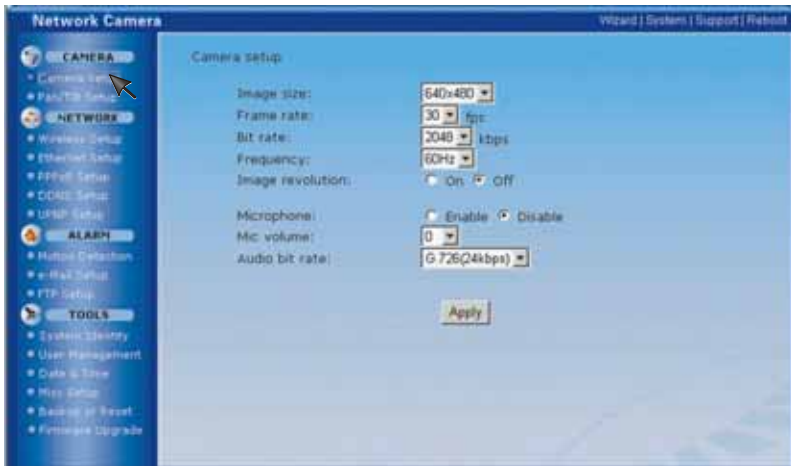 Network Camera
Wizard | System | Support | Reboot
CAMERA
Camera Setup
Pan/Tilt Setup
NETWORK
Wireless Setup
Ethernet Setup
PPPoE Setup
DDNS Setup
UPNP Setup
ALARM
Motion Detection
e-Mail Setup
FTP Setup
TOOLS
System Identity
User Management
Date & Time
Misc Setup
Backup or Reset
Firmware Upgrade
Camera setup
Image size: 640x480
Frame rate: 30 fps
Bit rate: 2048 kbps
Frequency: 60Hz
Image revolution: On Off
Microphone: Enable Disable
Mic volume: 0
Audio bit rate: G.726(24kbps)
Apply